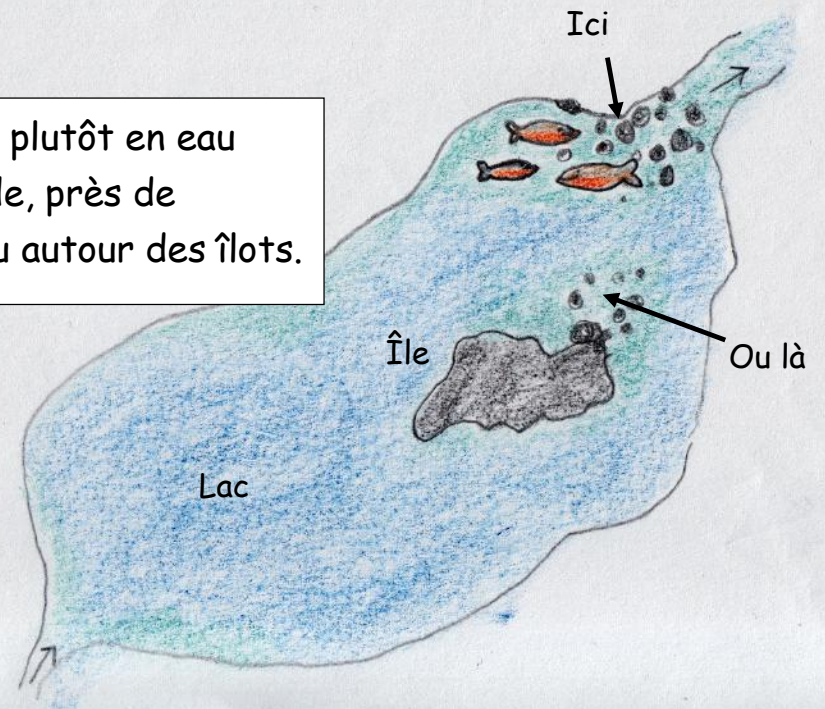 Ici
plutôt en eau
le, près de
u autour des îlots.
Île
Ou là
Lac